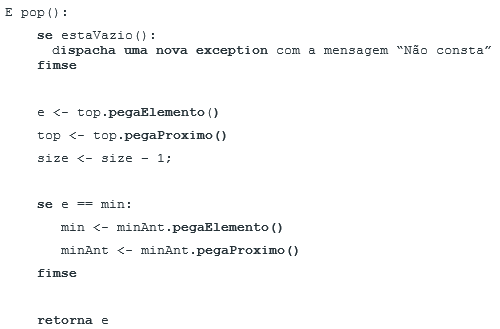 E pop():
se estaVazio():
dispacha uma nova exception com a mensagem “Não consta”
fimse
e <- top.pegaElemento()
top <- top.pegaProximo()
size <- size - 1;
se e == min:
min <- minAnt.pegaElemento()
minAnt <- minAnt.pegaProximo()
fimse
retorna e